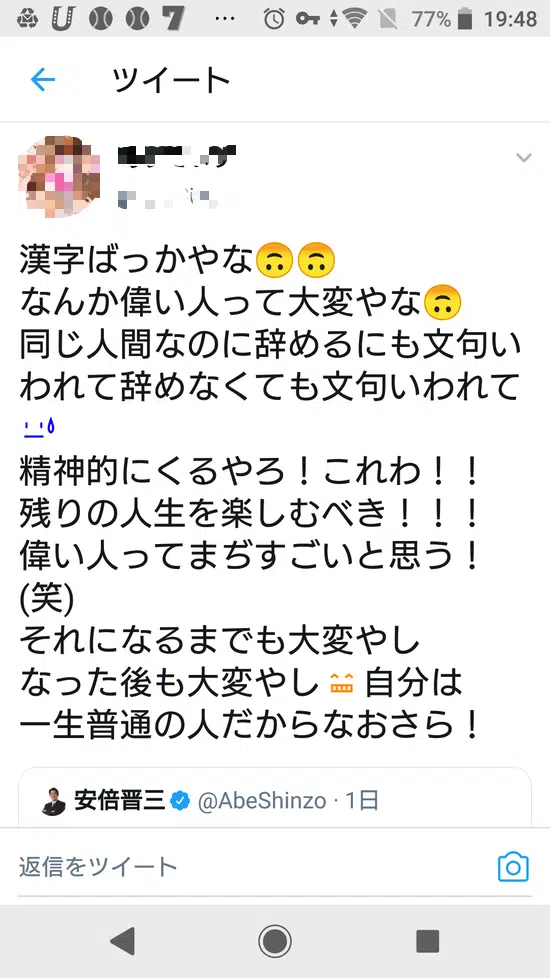 77% 19:48
ツイート
漢字ばっかやな🙃🙃
なんか偉い人って大変やな🙃
同じ人間なのに辞めるにも文句い
われて辞めなくても文句いわれて
精神的にくるやろ！これわ！！
残りの人生を楽しむべき！！！
偉い人ってまぢすごいと思う！
(笑)
それになるまでも大変やし
なった後も大変やし 自分は
一生普通の人だからなおさら！
安倍晋三 @AbeShinzo · 1日
返信をツイート